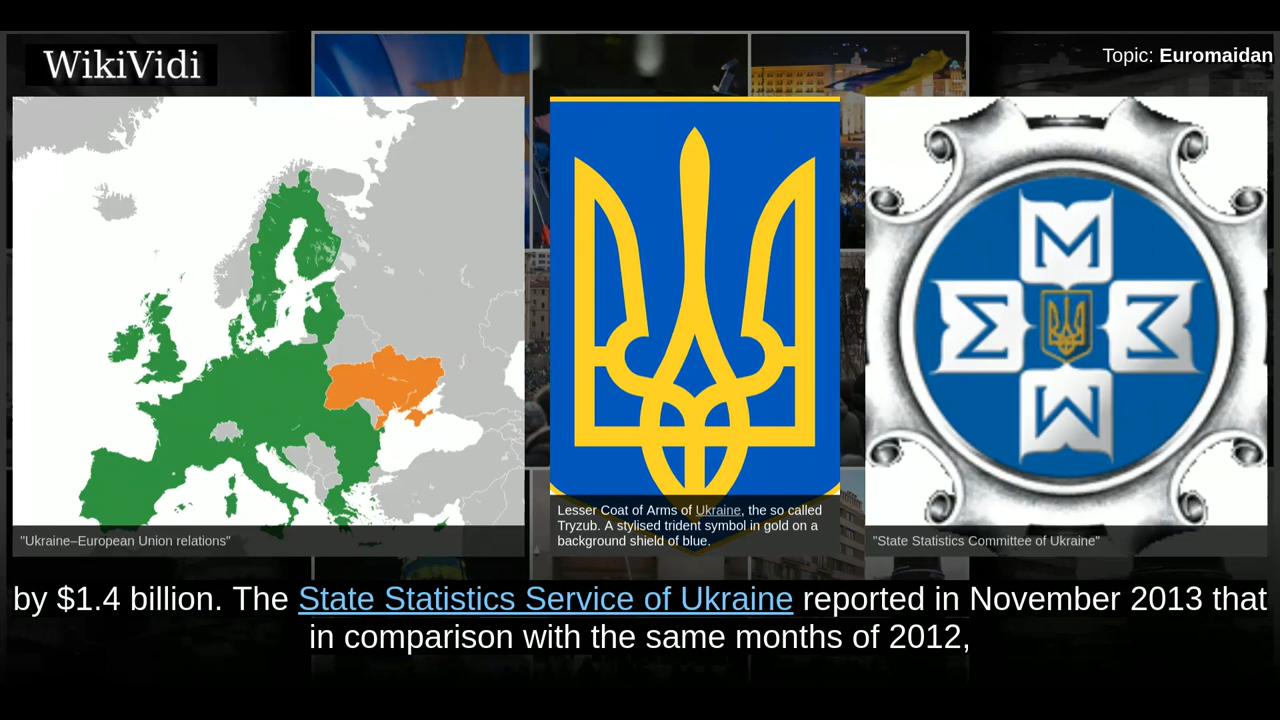 WikiVidi
Topic: Euromaidan
"Ukraine–European Union relations"
Lesser Coat of Arms of Ukraine, the so called
Tryzub. A stylised trident symbol in gold on a
background shield of blue.
"State Statistics Committee of Ukraine"
by $1.4 billion. The State Statistics Service of Ukraine reported in November 2013 that
in comparison with the same months of 2012,